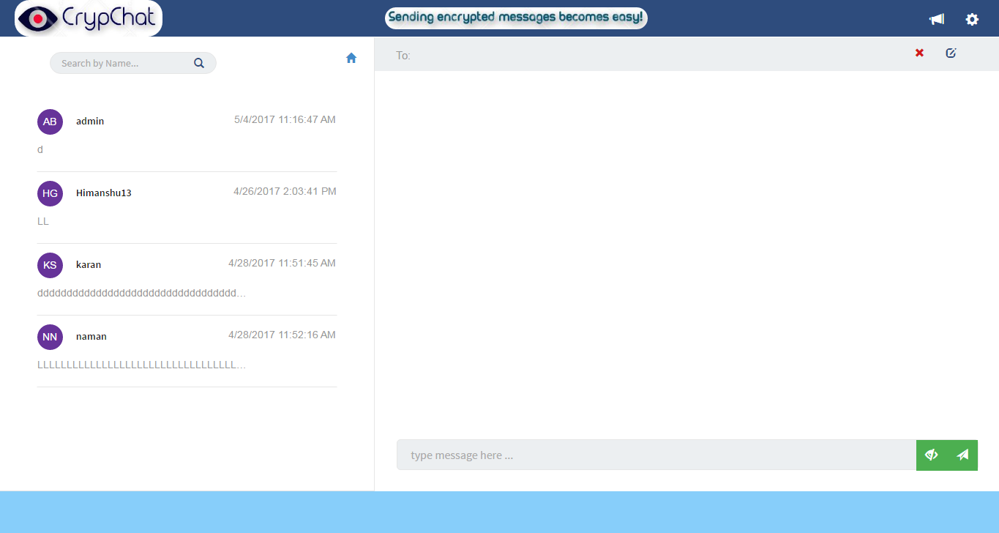 CrypChat
Sending encrypted messages becomes easy!
Search by Name...
To:
AB admin 5/4/2017 11:16:47 AM
d
HG Himanshu13 4/26/2017 2:03:41 PM
LL
KS karan 4/28/2017 11:51:45 AM
dddddddddddddddddddddddddddddddddd...
NN naman 4/28/2017 11:52:16 AM
LLLLLLLLLLLLLLLLLLLLLLLLLLLLLLLLLL...
type message here ...